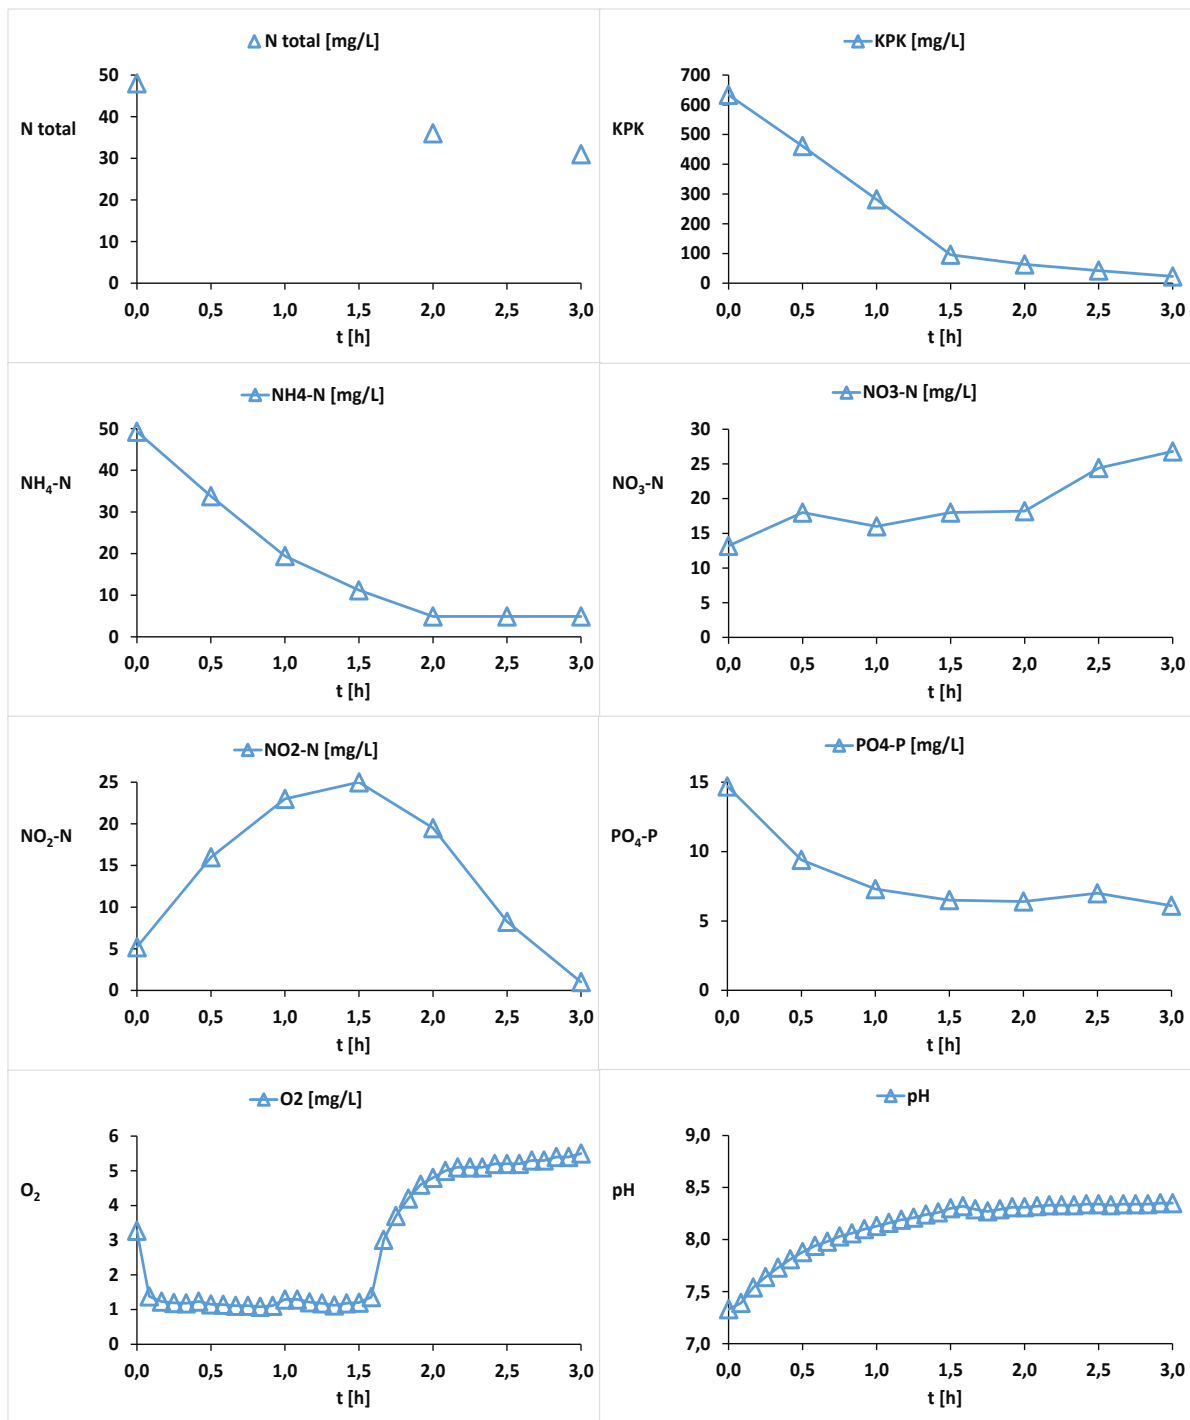 N total [mg/L]
50
40
N total
30
20
10
0
0,0 0,5 1,0 1,5 2,0 2,5 3,0
t [h]
KPK [mg/L]
700
600
500
KPK
400
300
200
100
0
0,0 0,5 1,0 1,5 2,0 2,5 3,0
t [h]
NH4-N [mg/L]
50
40
NH₄-N
30
20
10
0
0,0 0,5 1,0 1,5 2,0 2,5 3,0
t [h]
NO3-N [mg/L]
30
25
NO₃-N
20
15
10
5
0
0,0 0,5 1,0 1,5 2,0 2,5 3,0
t [h]
NO2-N [mg/L]
25
20
NO₂-N
15
10
5
0
0,0 0,5 1,0 1,5 2,0 2,5 3,0
t [h]
PO4-P [mg/L]
15
PO₄-P
10
5
0
0,0 0,5 1,0 1,5 2,0 2,5 3,0
t [h]
O2 [mg/L]
6
5
O₂
4
3
2
1
0
0,0 0,5 1,0 1,5 2,0 2,5 3,0
t [h]
pH
9,0
8,5
pH
8,0
7,5
7,0
0,0 0,5 1,0 1,5 2,0 2,5 3,0
t [h]